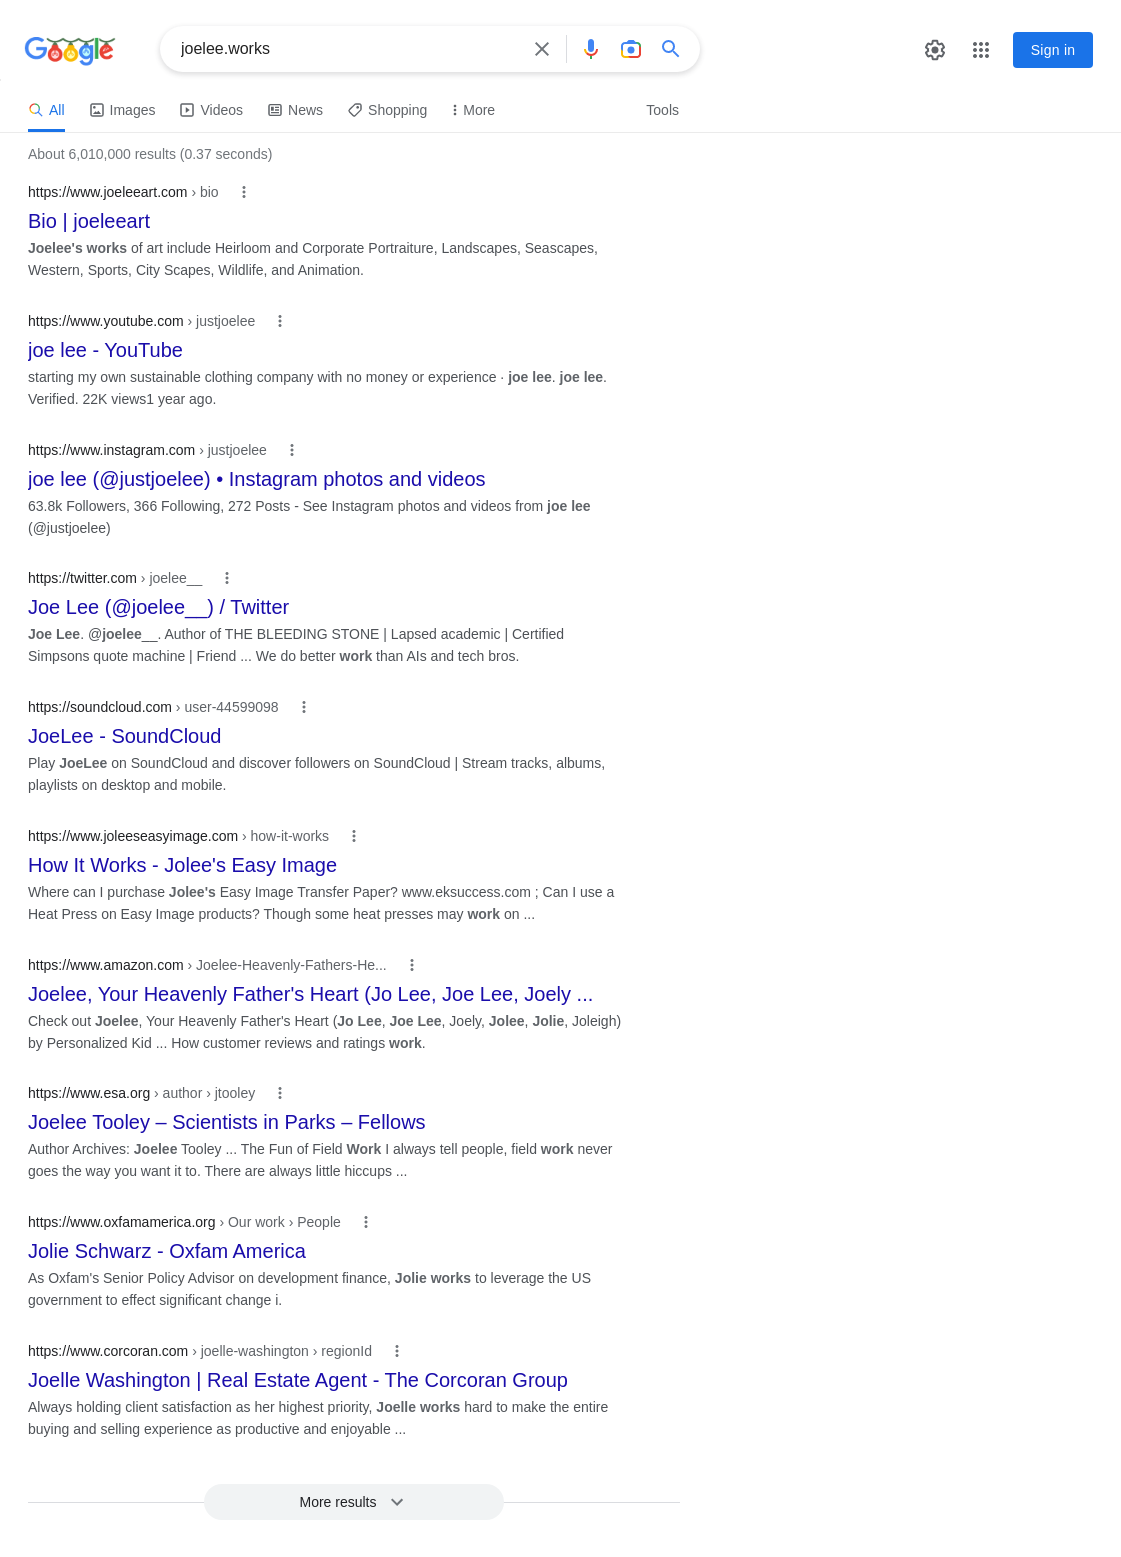 Google
joelee.works
Sign in
All Images Videos News Shopping More Tools
About 6,010,000 results (0.37 seconds)
https://www.joeleeart.com › bio
Bio | joeleeart
Joelee's works of art include Heirloom and Corporate Portraiture, Landscapes, Seascapes,
Western, Sports, City Scapes, Wildlife, and Animation.
https://www.youtube.com › justjoelee
joe lee - YouTube
starting my own sustainable clothing company with no money or experience · joe lee. joe lee.
Verified. 22K views1 year ago.
https://www.instagram.com › justjoelee
joe lee (@justjoelee) • Instagram photos and videos
63.8k Followers, 366 Following, 272 Posts - See Instagram photos and videos from joe lee
(@justjoelee)
https://twitter.com › joelee__
Joe Lee (@joelee__) / Twitter
Joe Lee. @joelee__. Author of THE BLEEDING STONE | Lapsed academic | Certified
Simpsons quote machine | Friend ... We do better work than AIs and tech bros.
https://soundcloud.com › user-44599098
JoeLee - SoundCloud
Play JoeLee on SoundCloud and discover followers on SoundCloud | Stream tracks, albums,
playlists on desktop and mobile.
https://www.joleeseasyimage.com › how-it-works
How It Works - Jolee's Easy Image
Where can I purchase Jolee's Easy Image Transfer Paper? www.eksuccess.com ; Can I use a
Heat Press on Easy Image products? Though some heat presses may work on ...
https://www.amazon.com › Joelee-Heavenly-Fathers-He...
Joelee, Your Heavenly Father's Heart (Jo Lee, Joe Lee, Joely ...
Check out Joelee, Your Heavenly Father's Heart (Jo Lee, Joe Lee, Joely, Jolee, Jolie, Joleigh)
by Personalized Kid ... How customer reviews and ratings work.
https://www.esa.org › author › jtooley
Joelee Tooley – Scientists in Parks – Fellows
Author Archives: Joelee Tooley ... The Fun of Field Work I always tell people, field work never
goes the way you want it to. There are always little hiccups ...
https://www.oxfamamerica.org › Our work › People
Jolie Schwarz - Oxfam America
As Oxfam's Senior Policy Advisor on development finance, Jolie works to leverage the US
government to effect significant change i.
https://www.corcoran.com › joelle-washington › regionId
Joelle Washington | Real Estate Agent - The Corcoran Group
Always holding client satisfaction as her highest priority, Joelle works hard to make the entire
buying and selling experience as productive and enjoyable ...
More results